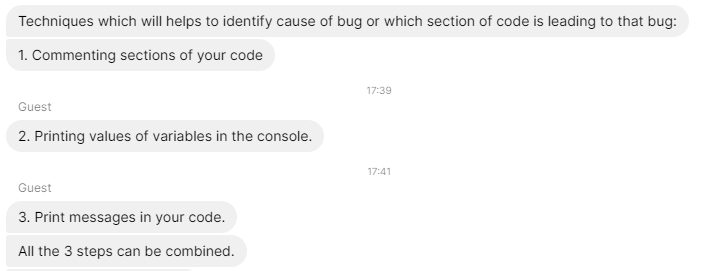 Techniques which will helps to identify cause of bug or which section of code is leading to that bug:
1. Commenting sections of your code
17:39
Guest
2. Printing values of variables in the console.
17:41
Guest
3. Print messages in your code.
All the 3 steps can be combined.